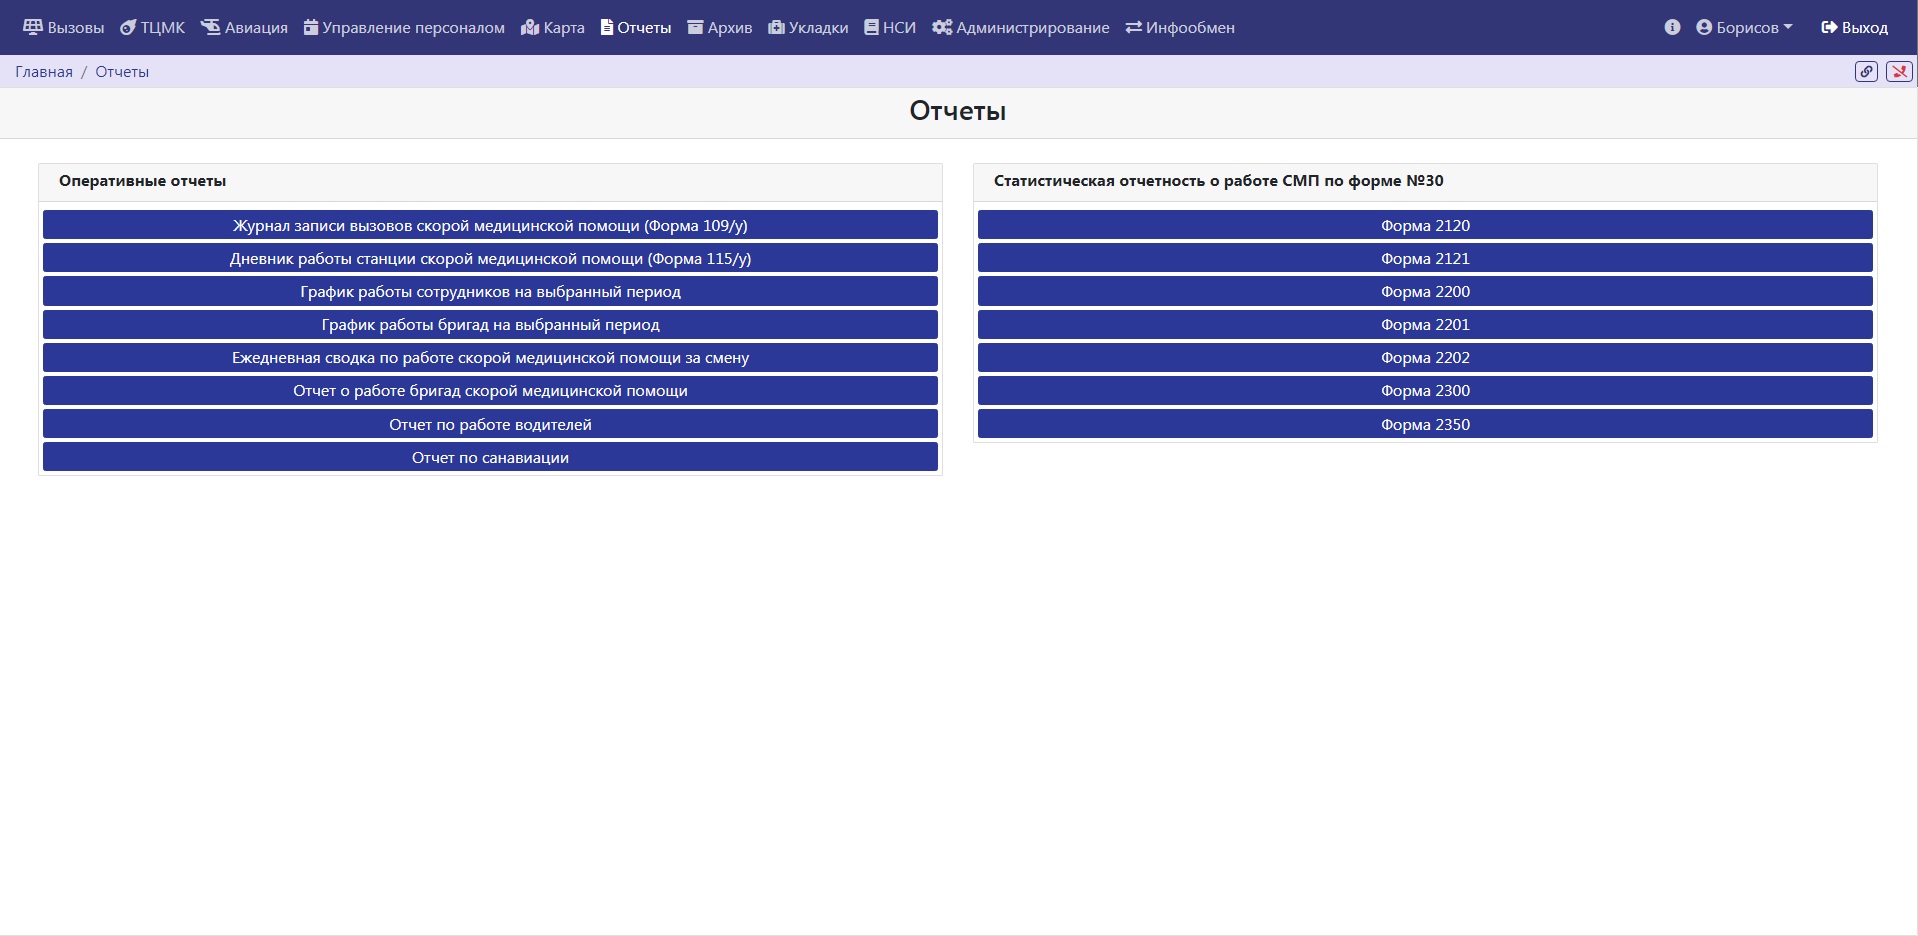 Вызовы ТЦМК Авиация Управление персоналом Карта Отчеты Архив Укладки НСИ Администрирование Инфообмен Борисов Выход
Главная / Отчеты
Отчеты
Оперативные отчеты
Журнал записи вызовов скорой медицинской помощи (Форма 109/у)
Дневник работы станции скорой медицинской помощи (Форма 115/у)
График работы сотрудников на выбранный период
График работы бригад на выбранный период
Ежедневная сводка по работе скорой медицинской помощи за смену
Отчет о работе бригад скорой медицинской помощи
Отчет по работе водителей
Отчет по санавиации
Статистическая отчетность о работе СМП по форме №30
Форма 2120
Форма 2121
Форма 2200
Форма 2201
Форма 2202
Форма 2300
Форма 2350